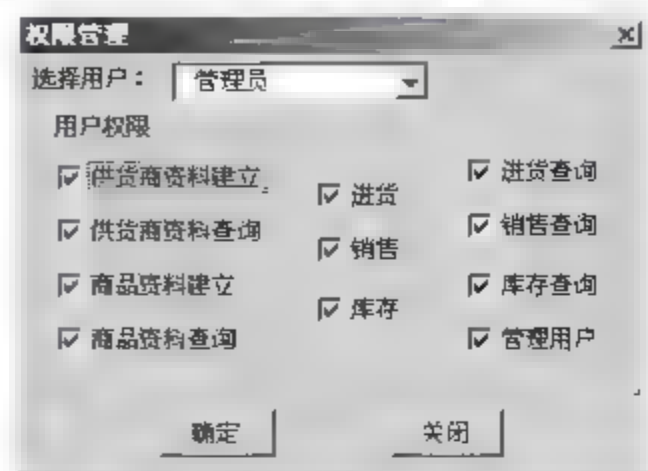 权限管理
选择用户： 管理员
用户权限
供货商资料建立
供货商资料查询
商品资料建立
商品资料查询
进货
销售
库存
进货查询
销售查询
库存查询
管理用户
确定 关闭